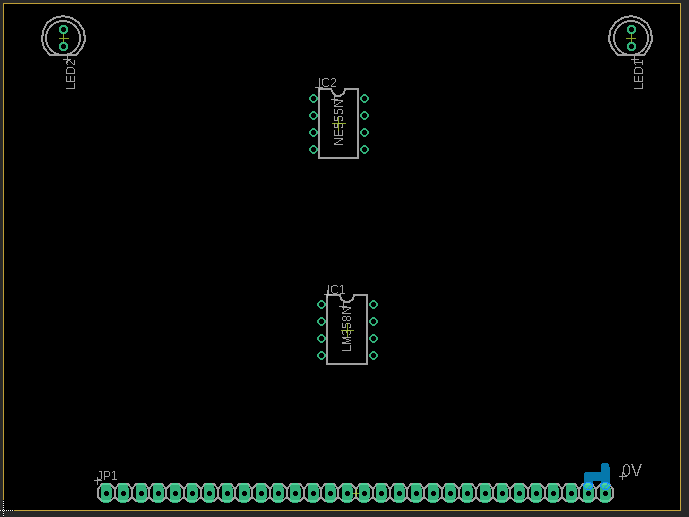 LED2
LED1
IC2
NE555N
IC1
LM358N
JP1
0V